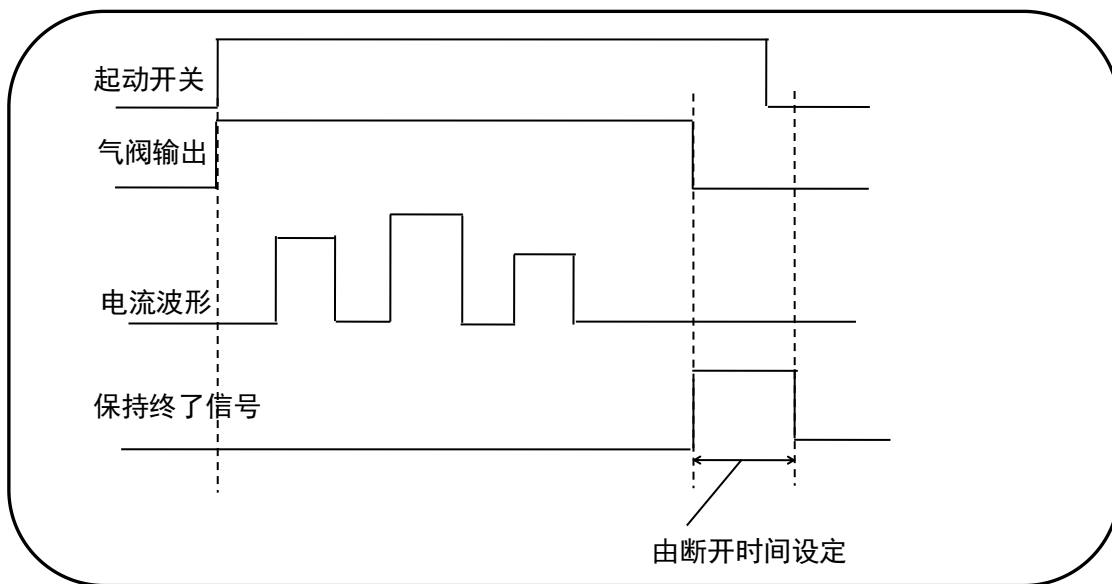 起动开关
气阀输出
电流波形
保持终了信号
由断开时间设定